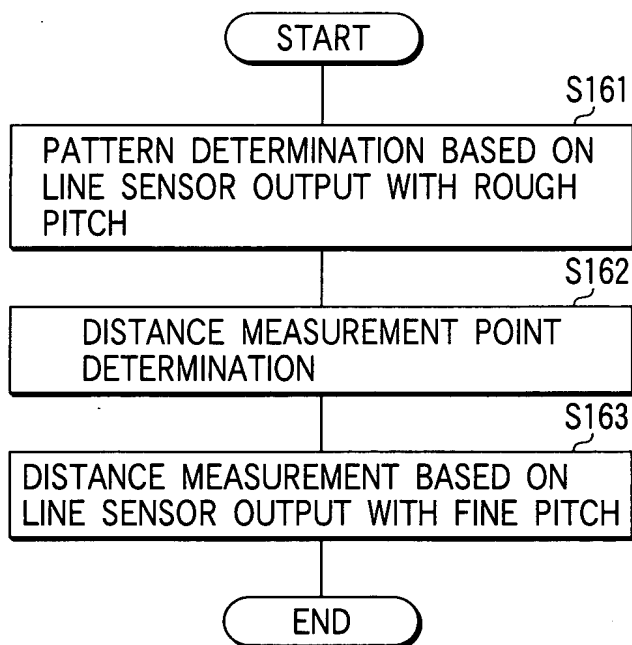 START
S161
PATTERN DETERMINATION BASED ON
LINE SENSOR OUTPUT WITH ROUGH
PITCH
S162
DISTANCE MEASUREMENT POINT
DETERMINATION
S163
DISTANCE MEASUREMENT BASED ON
LINE SENSOR OUTPUT WITH FINE PITCH
END